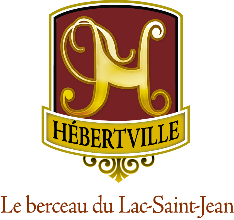 H
HÉBERTVILLE
Le berceau du Lac-Saint-Jean